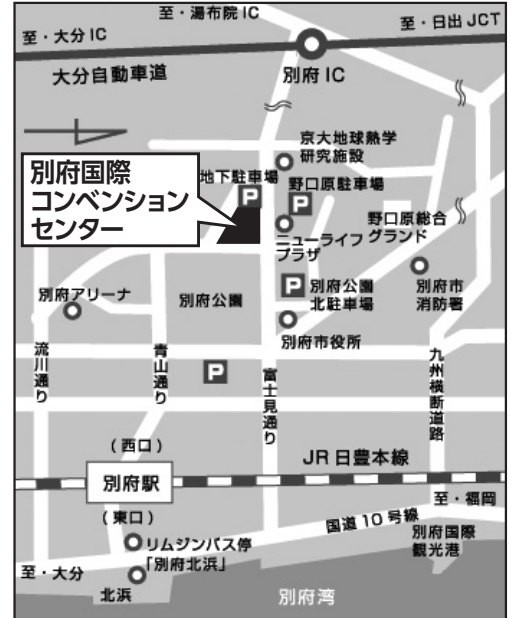 至・湯布院 IC
至・大分 IC
至・日出 JCT
大分自動車道
別府 IC
京大地球熱学
研究施設
別府国際
コンベンション
センター
地下駐車場
P
野口原駐車場
P
ニューライフ
プラザ
野口原総合
グランド
P
別府公園
北駐車場
別府市
消防署
別府アリーナ
別府公園
別府市役所
流川通り
青山通り
P
富士見通り
九州横断道路
(西口)
JR 日豊本線
別府駅
至・福岡
(東口)
国道 10 号線
リムジンバス停
「別府北浜」
別府国際
観光港
至・大分
北浜
別府湾